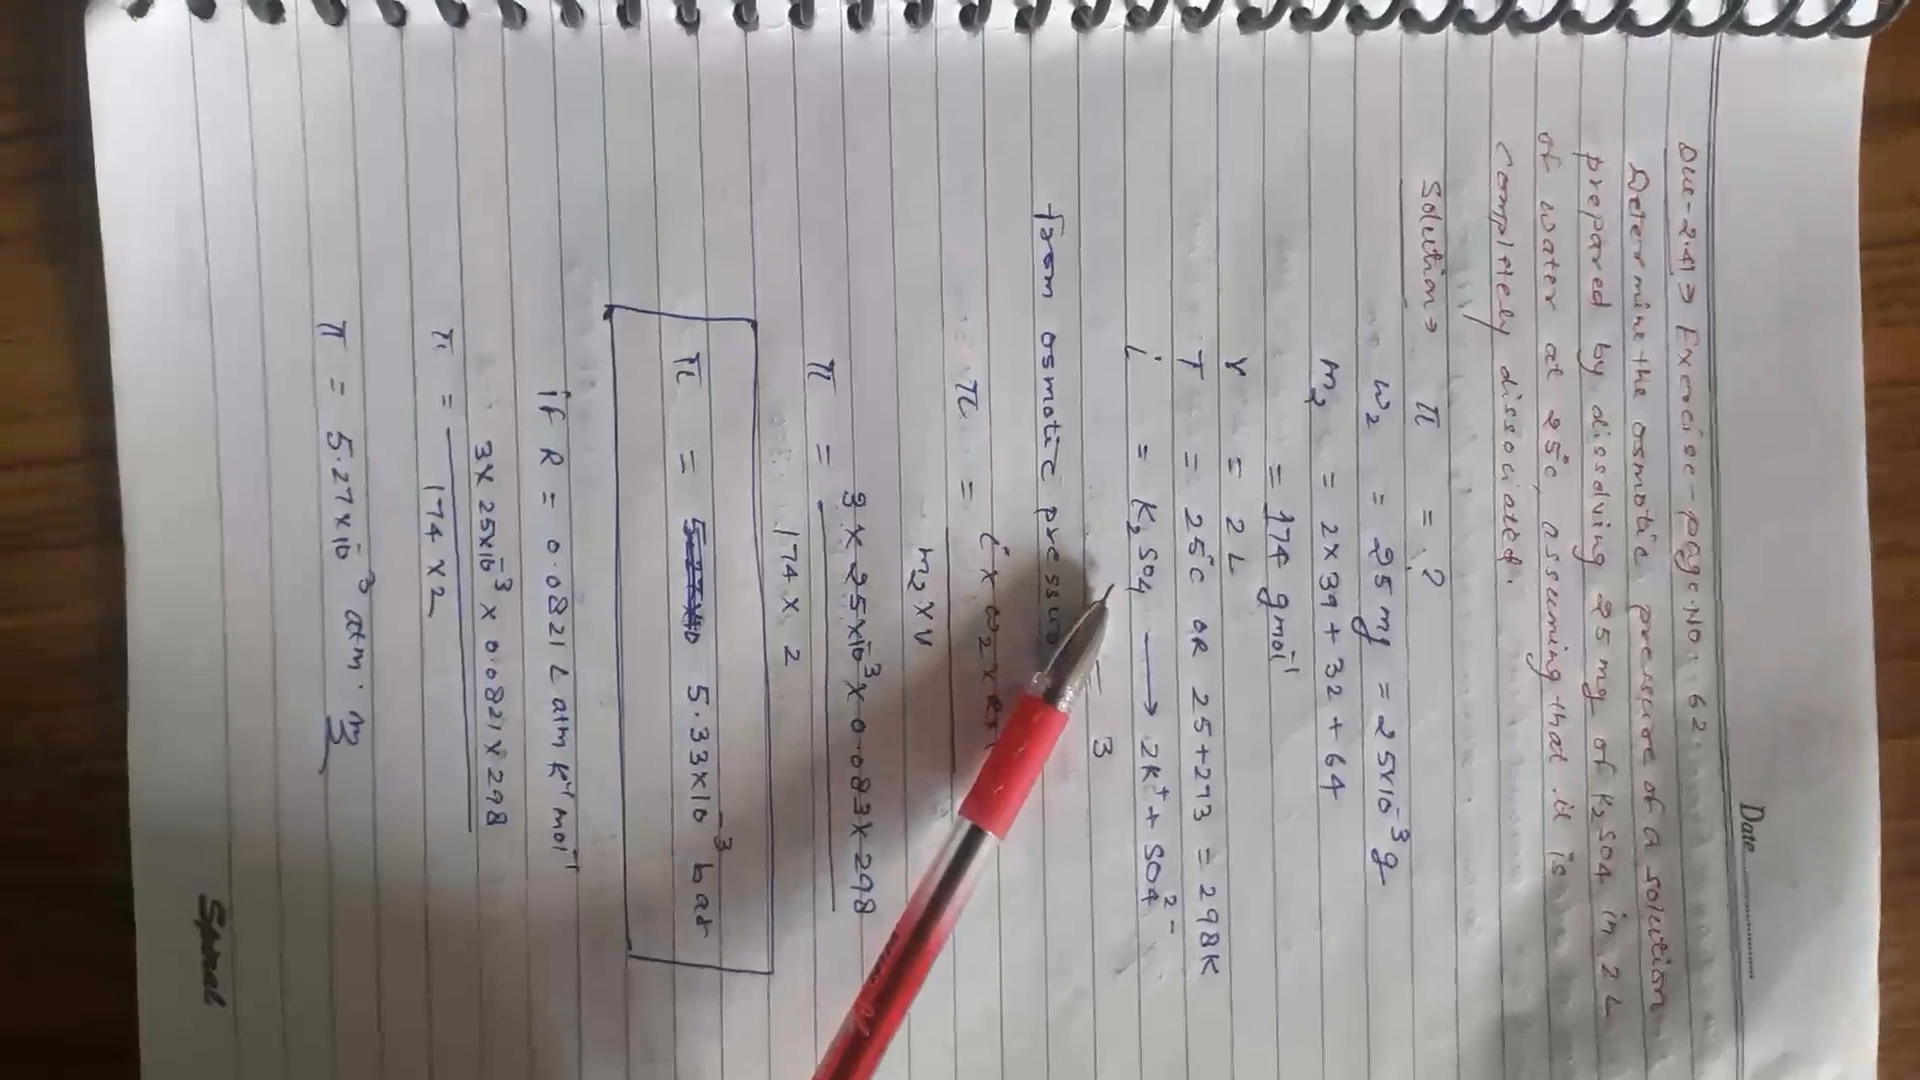 Date
Que-2.41⇒ Exercise-page.No. 62
Determine the osmotic pressure of a solution
prepared by dissolving 25 mg of K₂SO4 in 2 L
of water at 25°c, assuming that it is
completely dissociated.
Solution⇒ π = ?
w₂ = 25 mg = 25×10⁻³ g
m₂ = 2×39 + 32 + 64
= 174 g mol⁻¹
V = 2 L
T = 25°C OR 25+273 = 298K
i = K₂SO4 ⟶ 2K⁺ + SO4²⁻
= 3
from osmotic pressure
π = i × w₂ × RT
m₂ × V
π = 3 × 25×10⁻³ × 0.083 × 298
174 × 2
π = 5.33×10⁻³ bar
if R = 0.0821 L atm K⁻¹ mol⁻¹
π = 3 × 25×10⁻³ × 0.0821 × 298
174 × 2
π = 5.27×10⁻³ atm.
Spiral